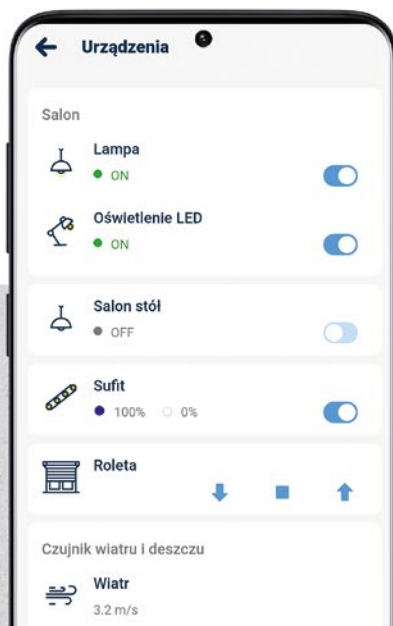 Urządzenia
Salon
Lampa
ON
Oświetlenie LED
ON
Salon stół
OFF
Sufit
100% 0%
Roleta
Czujnik wiatru i deszczu
Wiatr
3.2 m/s